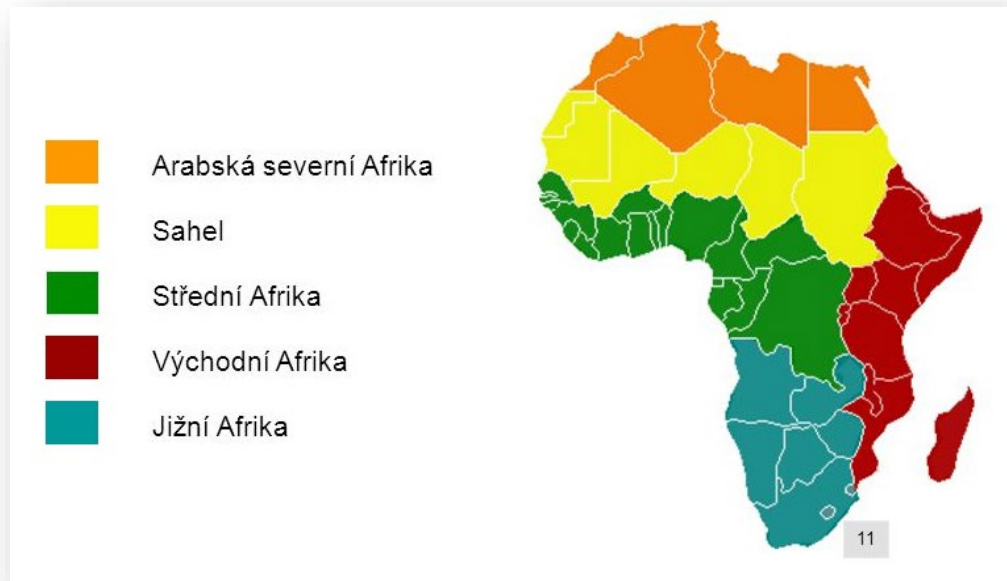 Arabská severní Afrika
Sahel
Střední Afrika
Východní Afrika
Jižní Afrika
11